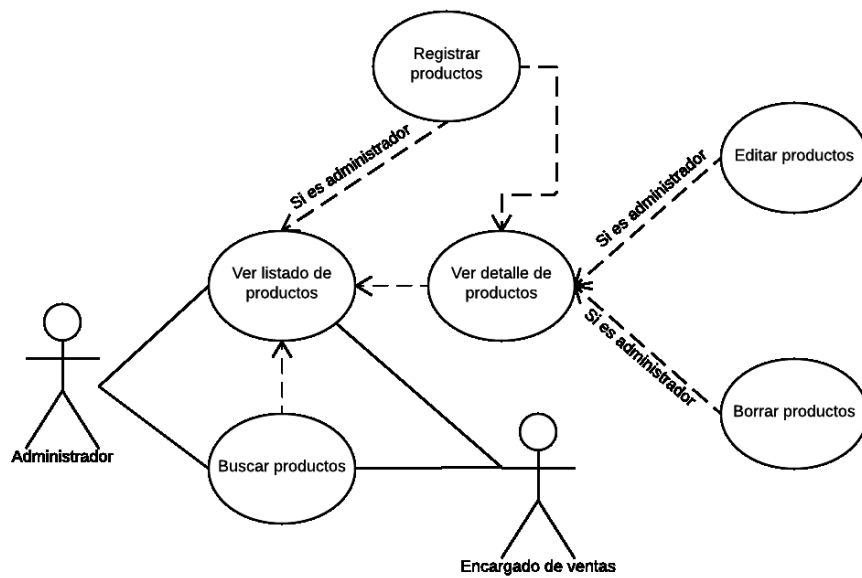 Registrar
productos
Si es administrador
Editar productos
Si es administrador
Ver listado de
productos
Ver detalle de
productos
Si es administrador
Borrar productos
Administrador
Buscar productos
Encargado de ventas